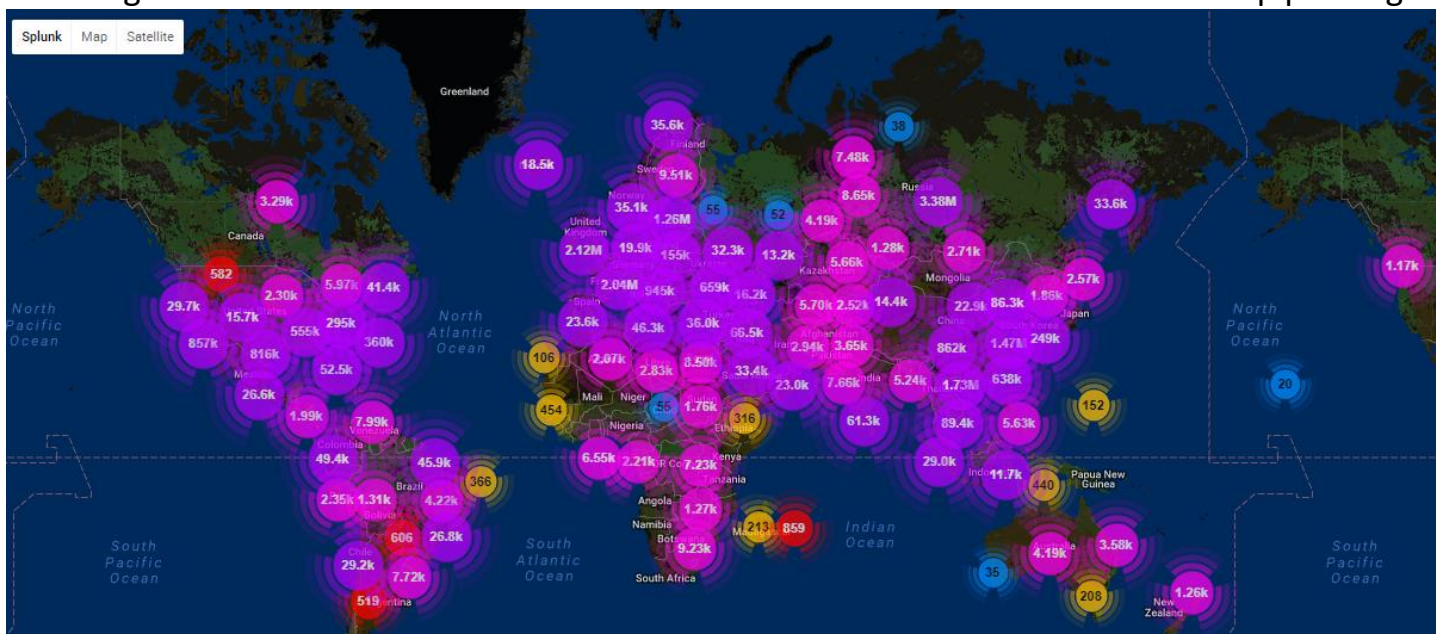 Splunk Map Satellite
Greenland
38
35.6k
Finland
18.5k
7.48k
9.51k
Russia
8.65k
3.38M
3.29k
Norway
35.1k
55
52
33.6k
1.26M
4.19k
United
Kingdom
Canada
2.12M
19.9k
155k
32.3k
13.2k
1.28k
2.71k
5.66k
Kazakhstan
1.17k
582
Mongolia
5.97k
41.4k
2.30k
2.04M
945k
659k
16.2k
2.57k
1.86k
29.7k
15.7k
Spain
5.70k
2.52k
14.4k
22.9k
86.3k
North
Pacific
Ocean
North
Atlantic
Ocean
North
Pacific
Ocean
Japan
China
295k
555k
23.6k
46.3k
36.0k
66.5k
Afghanistan
857k
360k
2.94k
3.65k
862k
1.47M
249k
Pakistan
816k
52.5k
106
2.07k
2.83k
8.50k
33.4k
23.0k
7.66k
India
5.24k
1.73M
638k
20
26.6k
Mali
Niger
454
55
1.76k
316
152
1.99k
7.99k
Venezuela
Nigeria
Ethiopia
61.3k
89.4k
5.63k
Colombia
49.4k
45.9k
6.55k
2.21k
7.23k
Kenya
Tanzania
29.0k
11.7k
Papua New
Guinea
366
440
Brazil
2.35k
1.31k
4.22k
Bolivia
Angola
1.27k
Namibia
Botswana
213
859
Indian
Ocean
606
26.8k
South
Pacific
Ocean
South
Atlantic
Ocean
South
Pacific
Ocean
Chile
29.2k
7.72k
9.23k
South Africa
4.19k
3.58k
Australia
35
519
208
1.26k
New
Zealand